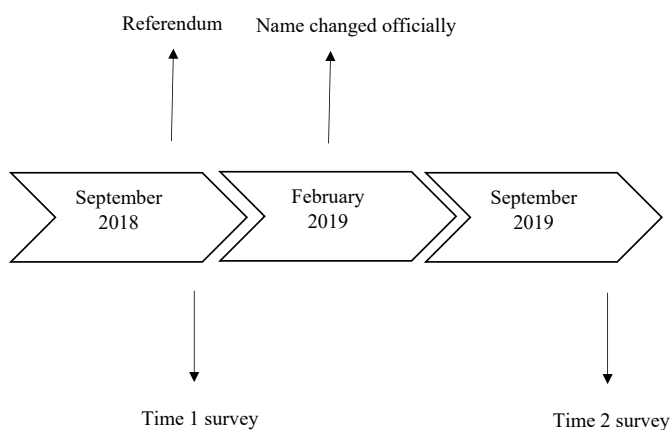 Referendum
Name changed officially
September
2018
February
2019
September
2019
Time 1 survey
Time 2 survey